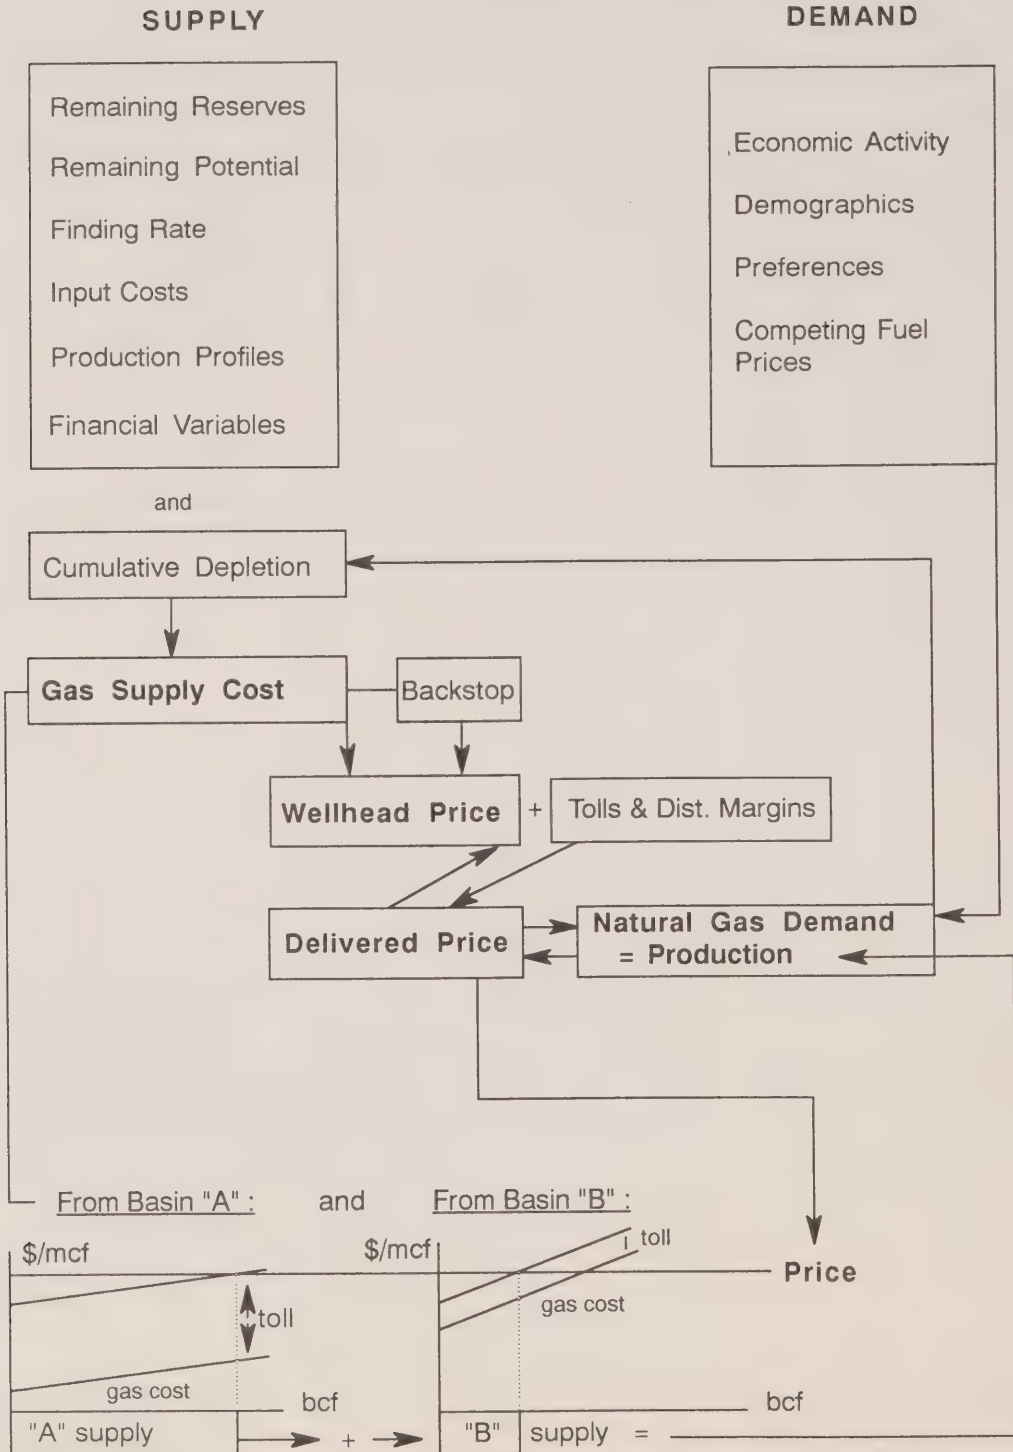 SUPPLY
DEMAND
Remaining Reserves
Remaining Potential
Finding Rate
Input Costs
Production Profiles
Financial Variables
Economic Activity
Demographics
Preferences
Competing Fuel
Prices
and
Cumulative Depletion
Gas Supply Cost
Backstop
Wellhead Price
+
Tolls & Dist. Margins
Delivered Price
Natural Gas Demand
= Production
From Basin "A" :
and
From Basin "B" :
$/mcf
toll
gas cost
bcf
"A" supply
+
$/mcf
toll
gas cost
Price
bcf
"B" supply =